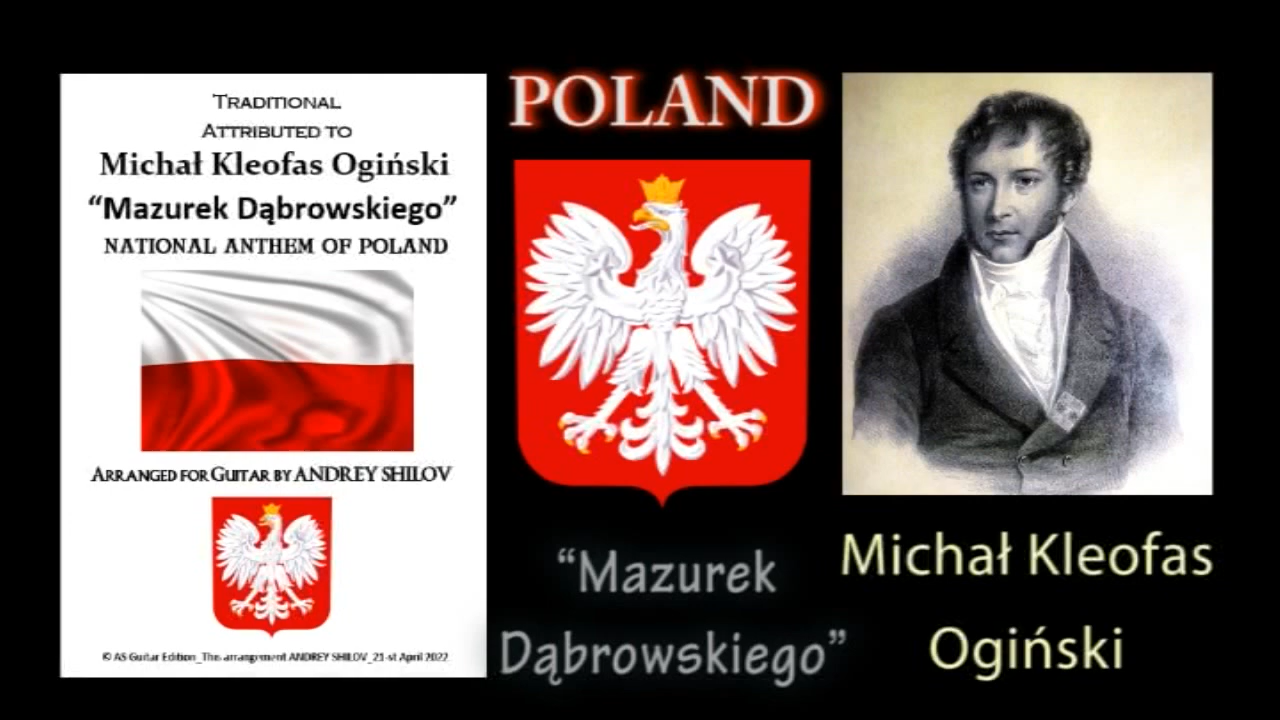 TRADITIONAL
ATTRIBUTED TO
Michał Kleofas Ogiński
“Mazurek Dąbrowskiego”
NATIONAL ANTHEM OF POLAND
ARRANGED FOR GUITAR BY ANDREY SHILOV
© AS Guitar Edition_This arrangement ANDREY SHILOV_21-st April 2022
POLAND
“Mazurek
Dąbrowskiego”
Michał Kleofas
Ogiński